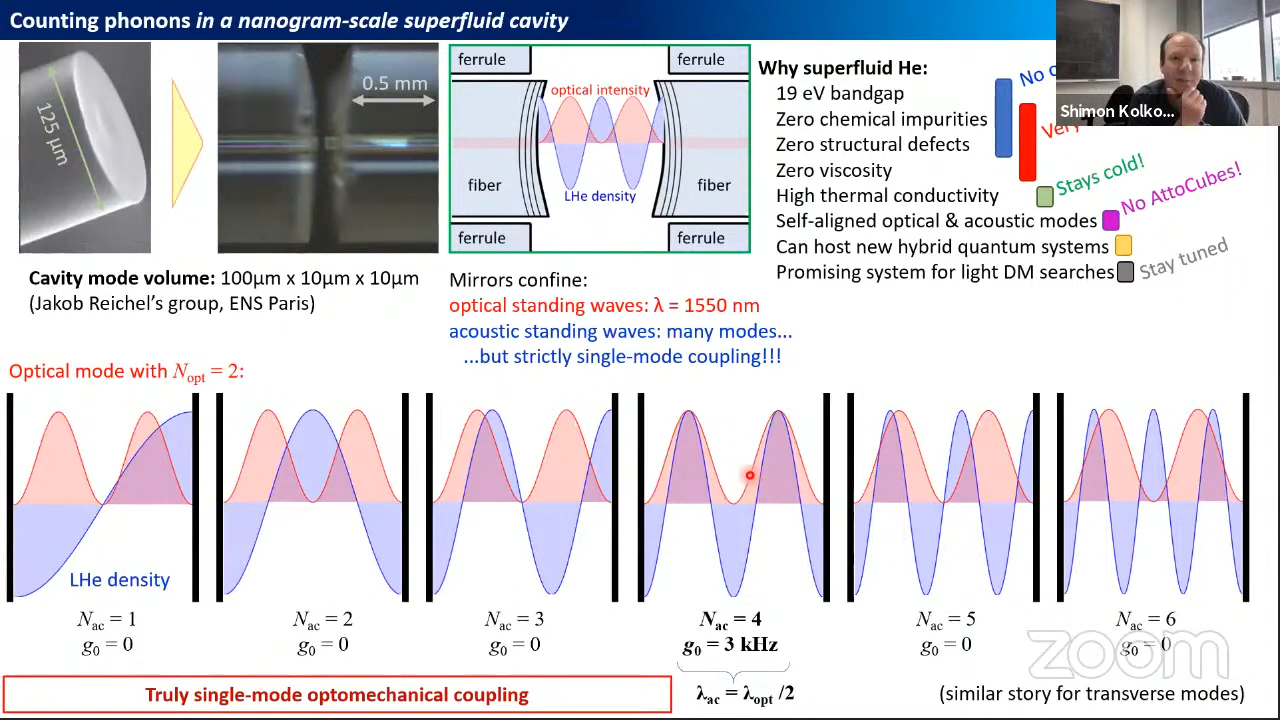 Counting phonons in a nanogram-scale superfluid cavity
125 μm
0.5 mm
ferrule
ferrule
optical intensity
fiber
fiber
LHe density
ferrule
ferrule
Why superfluid He:
19 eV bandgap
Zero chemical impurities
Zero structural defects
Zero viscosity
High thermal conductivity
Self-aligned optical & acoustic modes
Can host new hybrid quantum systems
Promising system for light DM searches
No
Stays cold!
No AttoCubes!
Stay tuned
Shimon Kolko...
Cavity mode volume: 100μm x 10μm x 10μm
(Jakob Reichel's group, ENS Paris)
Mirrors confine:
optical standing waves: λ = 1550 nm
acoustic standing waves: many modes...
...but strictly single-mode coupling!!!
Optical mode with Nopt = 2:
LHe density
Nac = 1
g0 = 0
Nac = 2
g0 = 0
Nac = 3
g0 = 0
Nac = 4
g0 = 3 kHz
Nac = 5
g0 = 0
Nac = 6
g0 = 0
zoom
Truly single-mode optomechanical coupling
λac = λopt /2
(similar story for transverse modes)